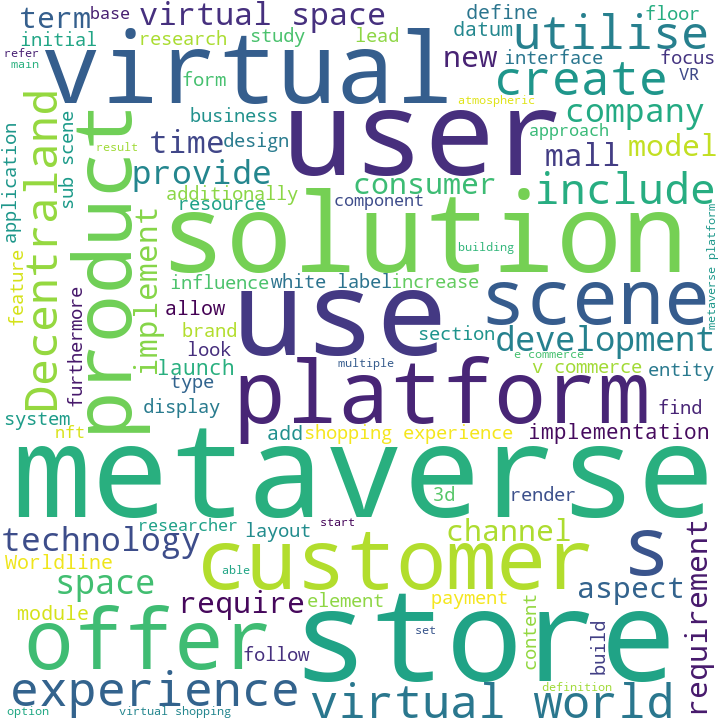 base
term
virtual space
define
floor
initial
research
study
lead
datum
utilise
refer
main
virtual
form
new
interface
focus
VR
create
atmospheric
business
company
Decentraland
product
sub scene
application
result
time
design
user
approach
mall
model
provide
additionally
resource
consumer
component
include
implement
solution
building
metaverse platform
feature
furthermore
influence
white label
increase
use
scene
allow
brand
look
section
development
launch
multiple
e commerce
v commerce
entity
type
display
platform
find
system
nft
add
shopping experience
implementation
metaverse
3d
render
researcher
layout
start
technology
channel
s
requirement
Worldline
customer
able
space
aspect
module
require
element
payment
content
build
offer
store
set
follow
experience
definition
option
virtual shopping
virtual world